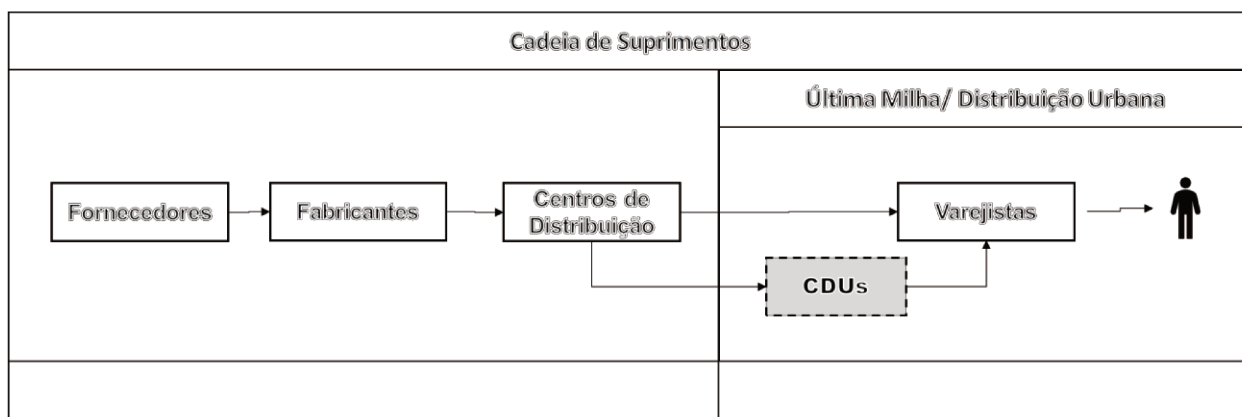 Cadeia de Suprimentos
Última Milha/ Distribuição Urbana
Fornecedores
Fabricantes
Centros de
Distribuição
Varejistas
CDUs